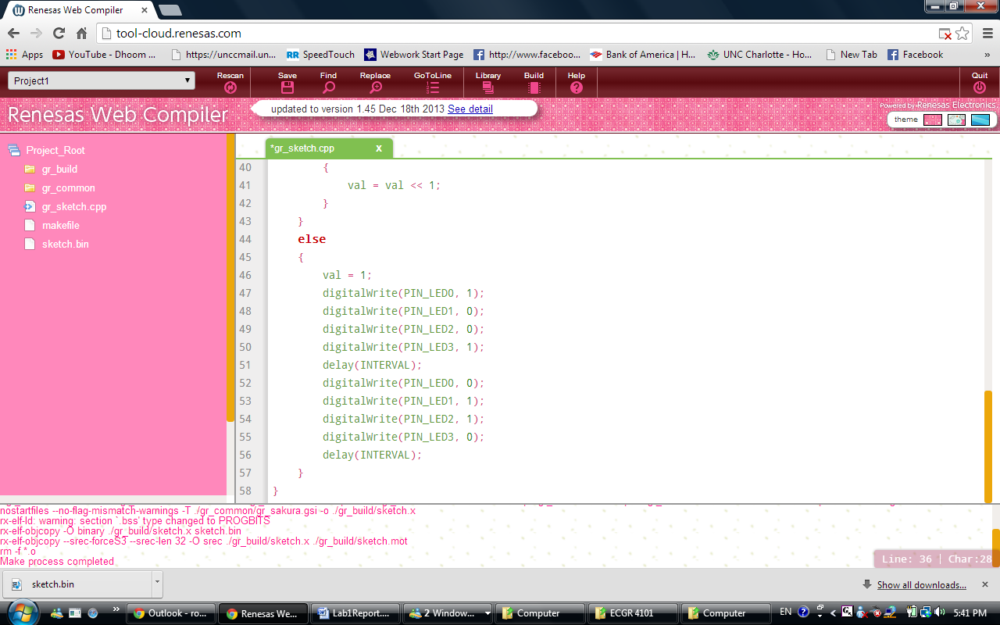 Renesas Web Compiler
tool-cloud.renesas.com
Apps YouTube - Dhoom ... https://unccmail.un... SpeedTouch Webwork Start Page http://www.faceboo... Bank of America | H... UNC Charlotte - Ho... New Tab Facebook »
Project1 Rescan Save Find Replace GoToLine Library Build Help Quit
Powered by Renesas Electronics
Renesas Web Compiler updated to version 1.45 Dec 18th 2013 See detail theme
Project_Root
gr_build
gr_common
gr_sketch.cpp
makefile
sketch.bin
*gr_sketch.cpp x
40 {
41 val = val << 1;
42 }
43 }
44 else
45 {
46 val = 1;
47 digitalWrite(PIN_LED0, 1);
48 digitalWrite(PIN_LED1, 0);
49 digitalWrite(PIN_LED2, 0);
50 digitalWrite(PIN_LED3, 1);
51 delay(INTERVAL);
52 digitalWrite(PIN_LED0, 0);
53 digitalWrite(PIN_LED1, 1);
54 digitalWrite(PIN_LED2, 1);
55 digitalWrite(PIN_LED3, 0);
56 delay(INTERVAL);
57 }
58 }
nostartfiles --no-flag-mismatch-warnings -T ./gr_common/gr_sakura.gsi -o ./gr_build/sketch.x
rx-elf-ld: warning: section `.bss' type changed to PROGBITS
rx-elf-objcopy -O binary ./gr_build/sketch.x sketch.bin
rx-elf-objcopy --srec-forceS3 --srec-len 32 -O srec ./gr_build/sketch.x ./gr_build/sketch.mot
rm -f *.o
Make process completed
Line: 36 | Char:28
sketch.bin Show all downloads...
Outlook - ro... Renesas We... Lab1Report.... 2 Window... Computer ECGR 4101 Computer EN 5:41 PM